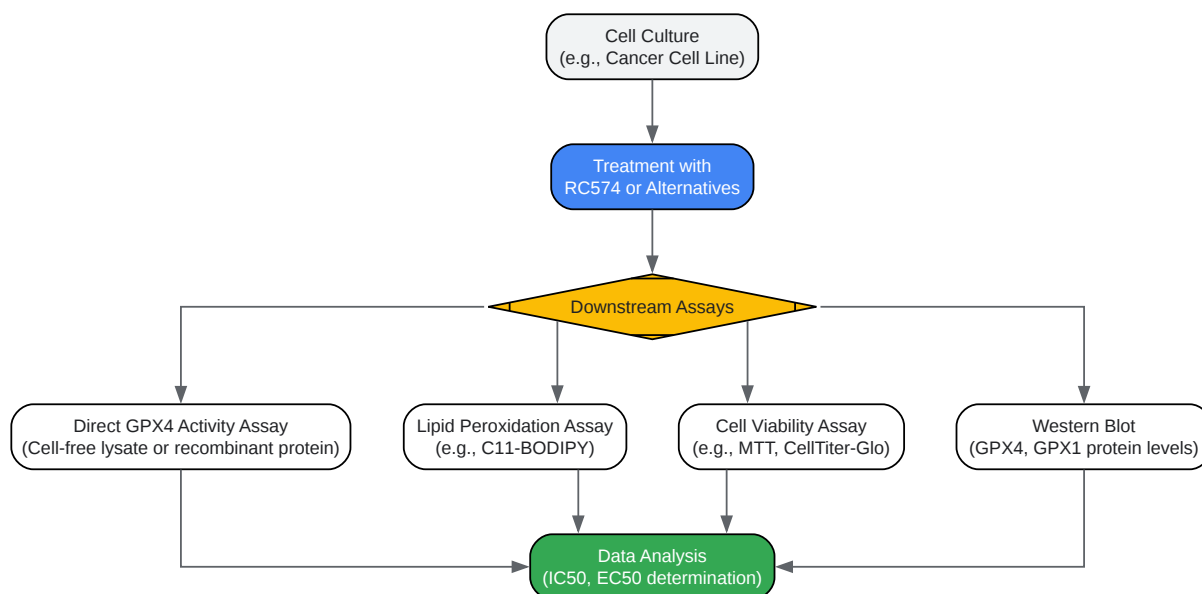 Cell Culture
(e.g., Cancer Cell Line)
Treatment with
RC574 or Alternatives
Downstream Assays
Direct GPX4 Activity Assay
(Cell-free lysate or recombinant protein)
Lipid Peroxidation Assay
(e.g., C11-BODIPY)
Cell Viability Assay
(e.g., MTT, CellTiter-Glo)
Western Blot
(GPX4, GPX1 protein levels)
Data Analysis
(IC50, EC50 determination)